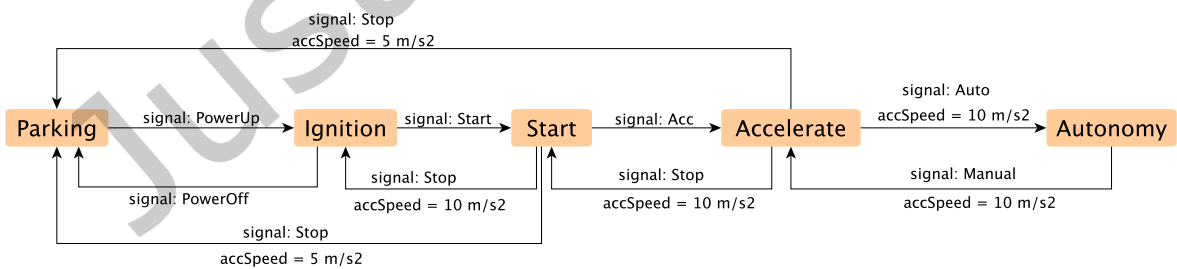 signal: Stop
accSpeed = 5 m/s2
signal: Auto
accSpeed = 10 m/s2
Parking
signal: PowerUp
Ignition
signal: Start
Start
signal: Acc
Accelerate
Autonomy
signal: PowerOff
signal: Stop
accSpeed = 10 m/s2
signal: Stop
accSpeed = 10 m/s2
signal: Manual
accSpeed = 10 m/s2
signal: Stop
accSpeed = 5 m/s2
Jus